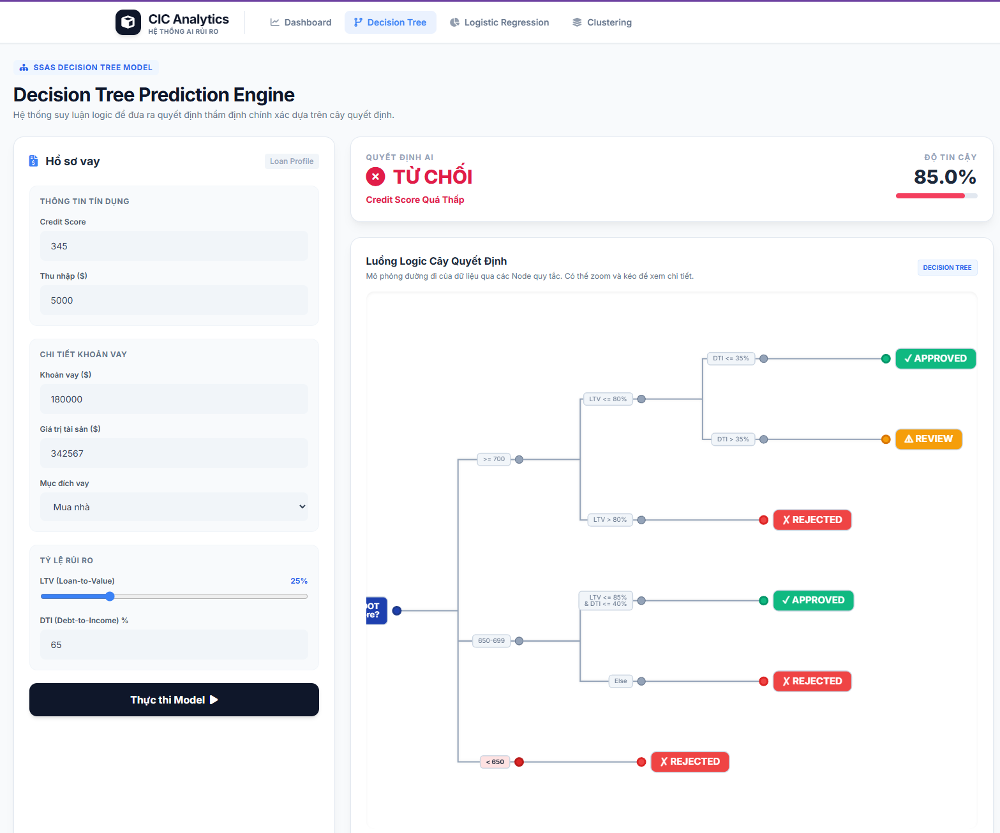 CIC Analytics
HỆ THỐNG AI RỦI RO
Dashboard
Decision Tree
Logistic Regression
Clustering
SSAS DECISION TREE MODEL
Decision Tree Prediction Engine
Hệ thống suy luận logic để đưa ra quyết định thẩm định chính xác dựa trên cây quyết định.
Hồ sơ vay
Loan Profile
THÔNG TIN TÍN DỤNG
Credit Score
345
Thu nhập ($)
5000
CHI TIẾT KHOẢN VAY
Khoản vay ($)
180000
Giá trị tài sản ($)
342567
Mục đích vay
Mua nhà
TỶ LỆ RỦI RO
LTV (Loan-to-Value)
25%
DTI (Debt-to-Income) %
65
Thực thi Model
QUYẾT ĐỊNH AI
TỪ CHỐI
Credit Score Quá Thấp
ĐỘ TIN CẬY
85.0%
Luồng Logic Cây Quyết Định
Mô phỏng đường đi của dữ liệu qua các Node quy tắc. Có thể zoom và kéo để xem chi tiết.
DECISION TREE
DTI <= 35%
✓ APPROVED
LTV <= 80%
DTI > 35%
⚠ REVIEW
>= 700
LTV > 80%
✗ REJECTED
LTV <= 85%
& DTI <= 40%
✓ APPROVED
OT
re?
650-699
Else
✗ REJECTED
< 650
✗ REJECTED